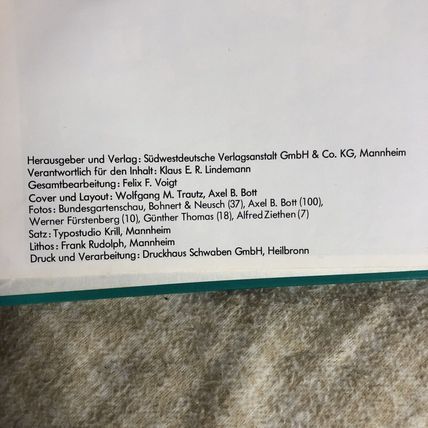 Herausgeber und Verlag: Südwestdeutsche Verlagsanstalt GmbH & Co. KG, Mannheim
Verantwortlich für den Inhalt: Klaus E. R. Lindemann
Gesamtbearbeitung: Felix F. Voigt
Cover und Layout: Wolfgang M. Trautz, Axel B. Bott
Fotos: Bundesgartenschau, Bohnert & Neusch (37), Axel B. Bott (100),
Werner Fürstenberg (10), Günther Thomas (18), Alfred Ziethen (7)
Satz: Typostudio Krill, Mannheim
Lithos: Frank Rudolph, Mannheim
Druck und Verarbeitung: Druckhaus Schwaben GmbH, Heilbronn